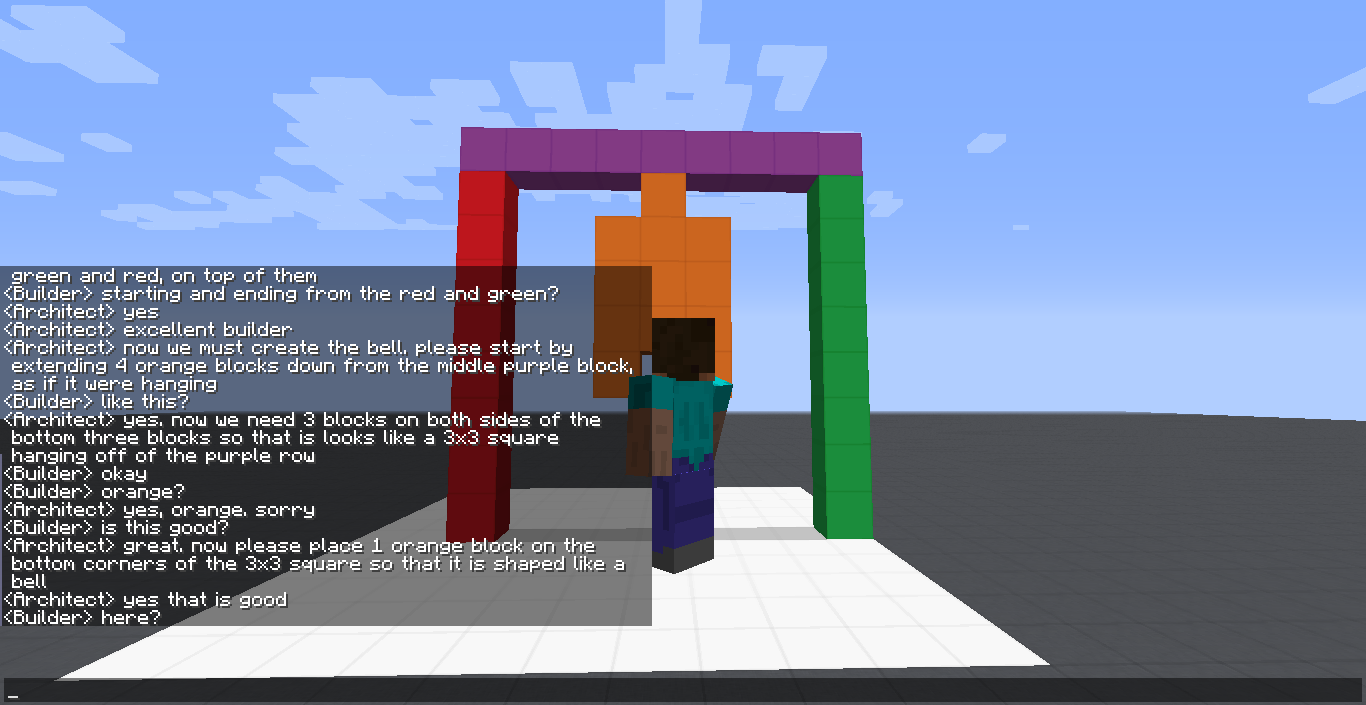 green and red, on top of them
<Builder> starting and ending from the red and green?
<Architect> yes
<Architect> excellent builder
<Architect> now we must create the bell. please start by
extending 4 orange blocks down from the middle purple block,
as if it were hanging
<Builder> like this?
<Architect> yes. now we need 3 blocks on both sides of the
bottom three blocks so that is looks like a 3x3 square
hanging off of the purple row
<Builder> okay
<Builder> orange?
<Architect> yes, orange. sorry
<Builder> is this good?
<Architect> great. now please place 1 orange block on the
bottom corners of the 3x3 square so that it is shaped like a
bell
<Architect> yes that is good
<Builder> here?
_